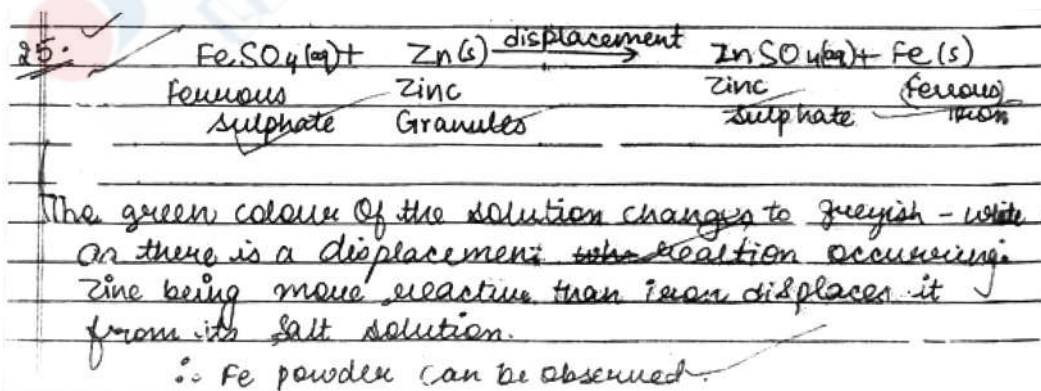 25. FeSO4(aq) + Zn(s) displacement→ ZnSO4(aq) + Fe(s)
Ferrous Zinc Zinc (Ferrous)
sulphate Granules sulphate Iron
The green colour of the solution changes to greyish - white
as there is a displacement reaction occurring.
Zinc being more reactive than iron displaces it
from its salt solution.
∴ Fe powder can be observed.